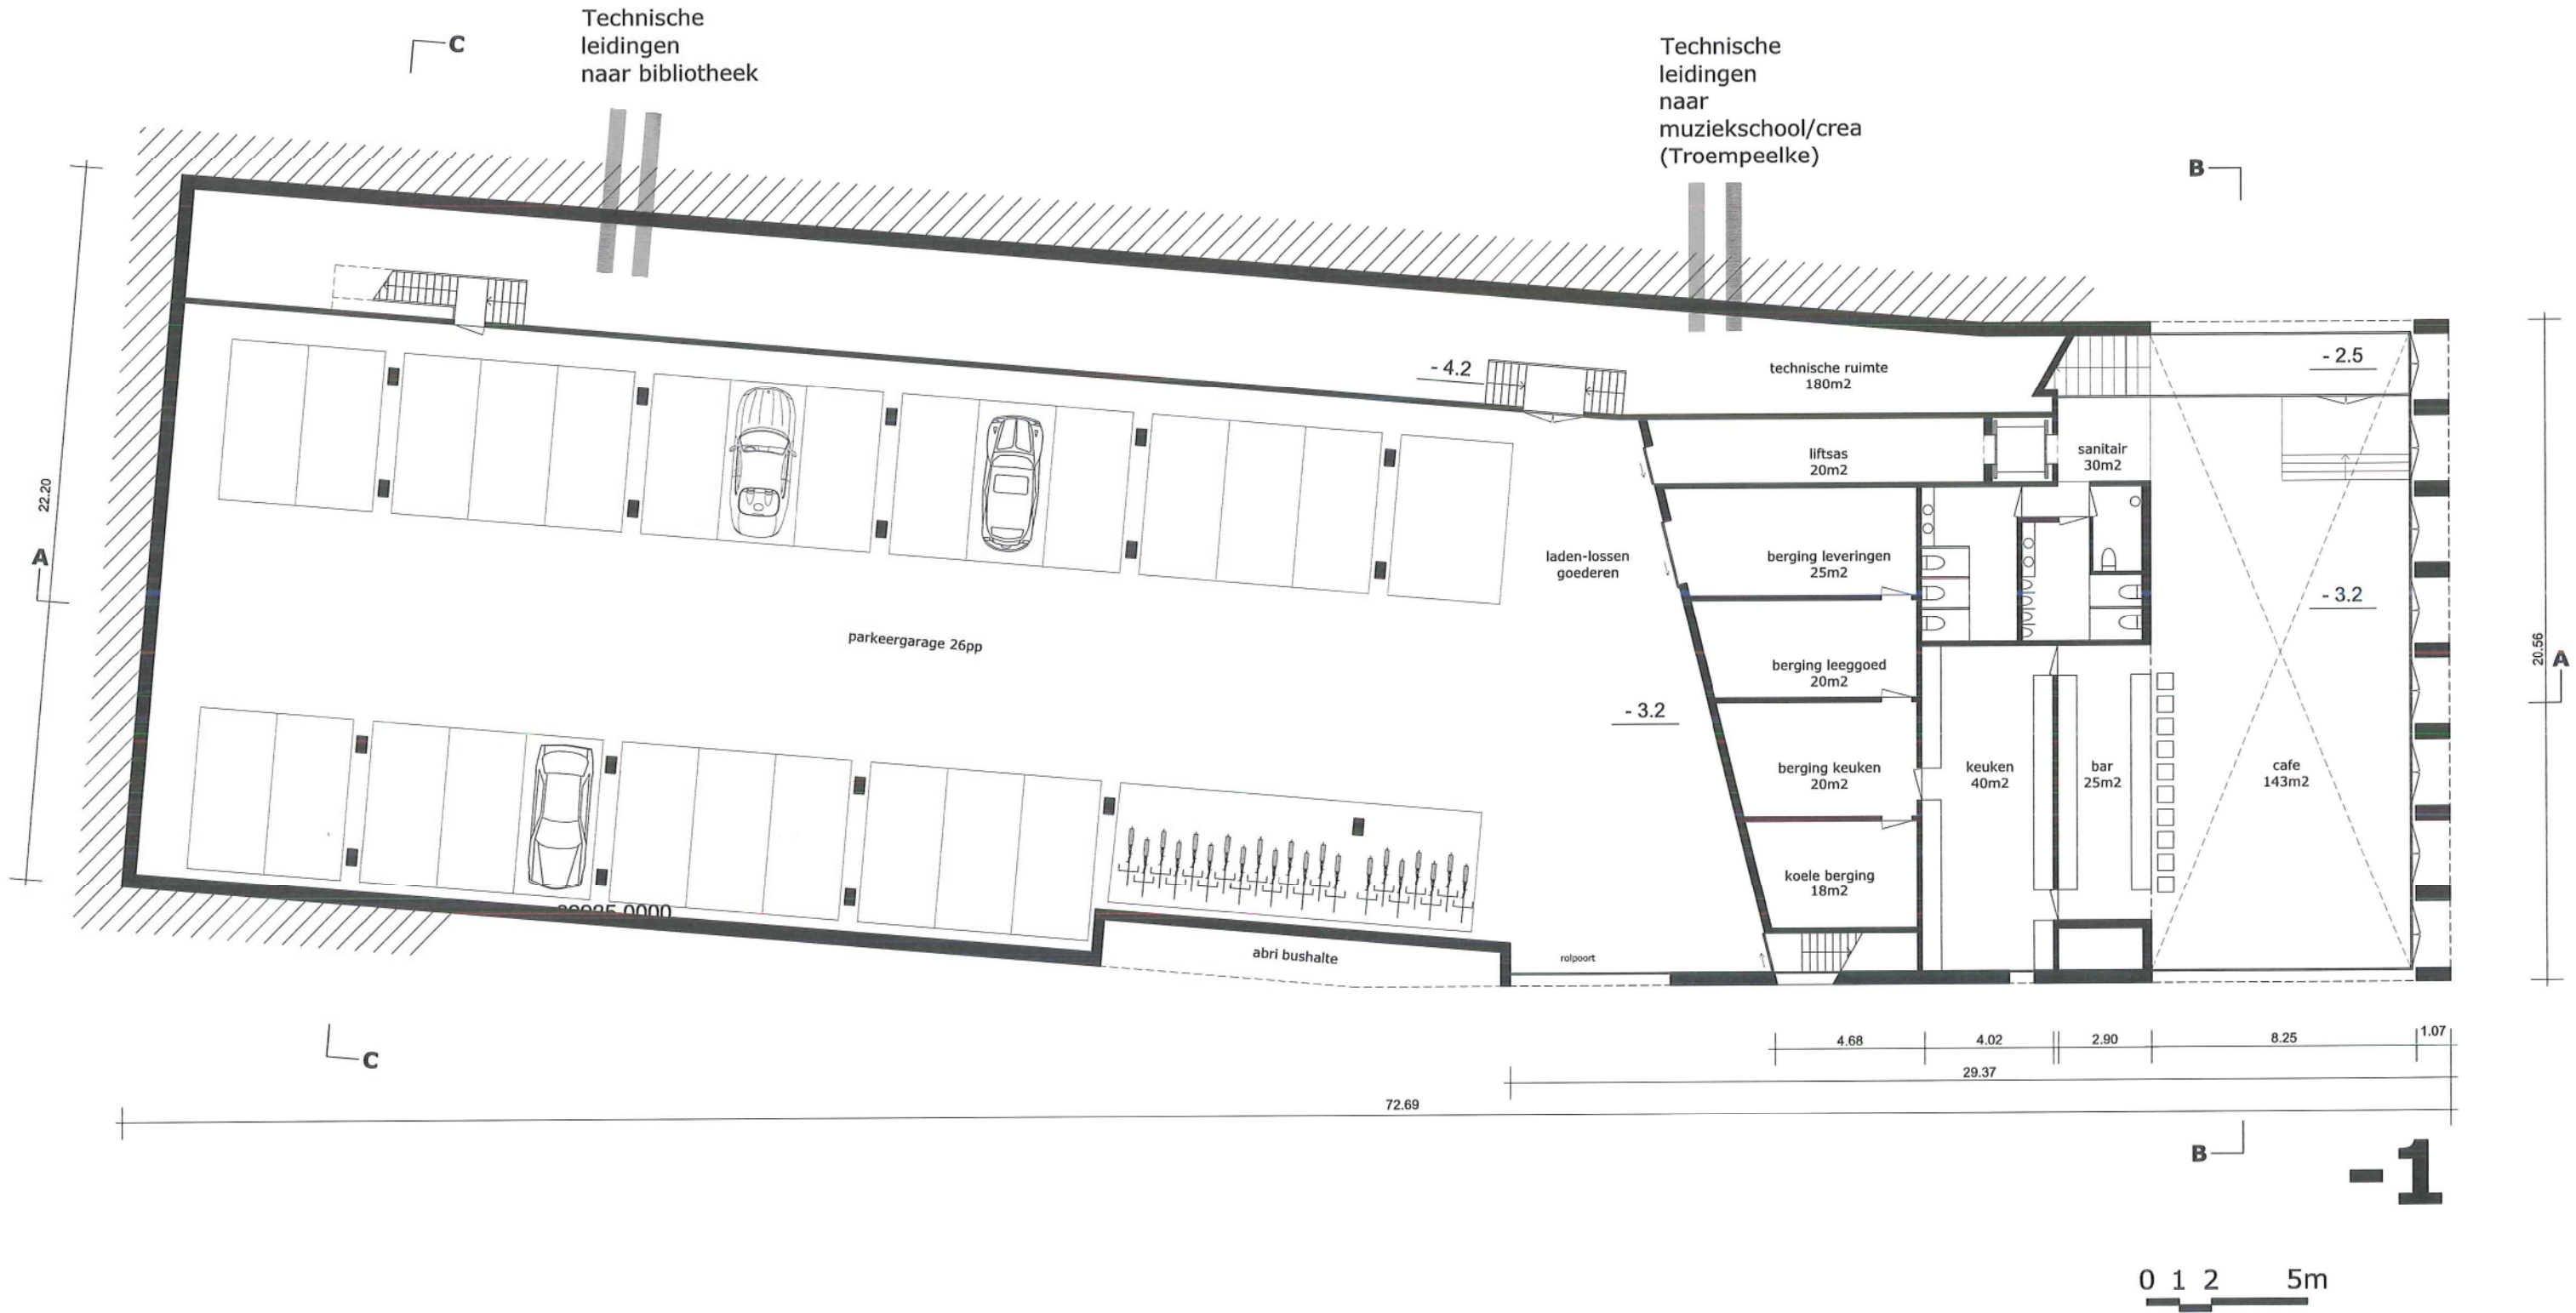 Technische
leidingen
naar bibliotheek
Technische
leidingen
naar
muziekschool/crea
(Troempeelke)
C
B
- 2.5
technische ruimte
180m2
- 4.2
liftsas
20m2
sanitair
30m2
22.20
A
laden-lossen
goederen
berging leveringen
25m2
- 3.2
parkeergarage 26pp
berging leeggoed
20m2
20.56
A
- 3.2
berging keuken
20m2
keuken
40m2
bar
25m2
cafe
143m2
koele berging
18m2
abri bushalte
rolpoort
C
4.68
4.02
2.90
8.25
1.07
29.37
72.69
B
-1
0 1 2 5m